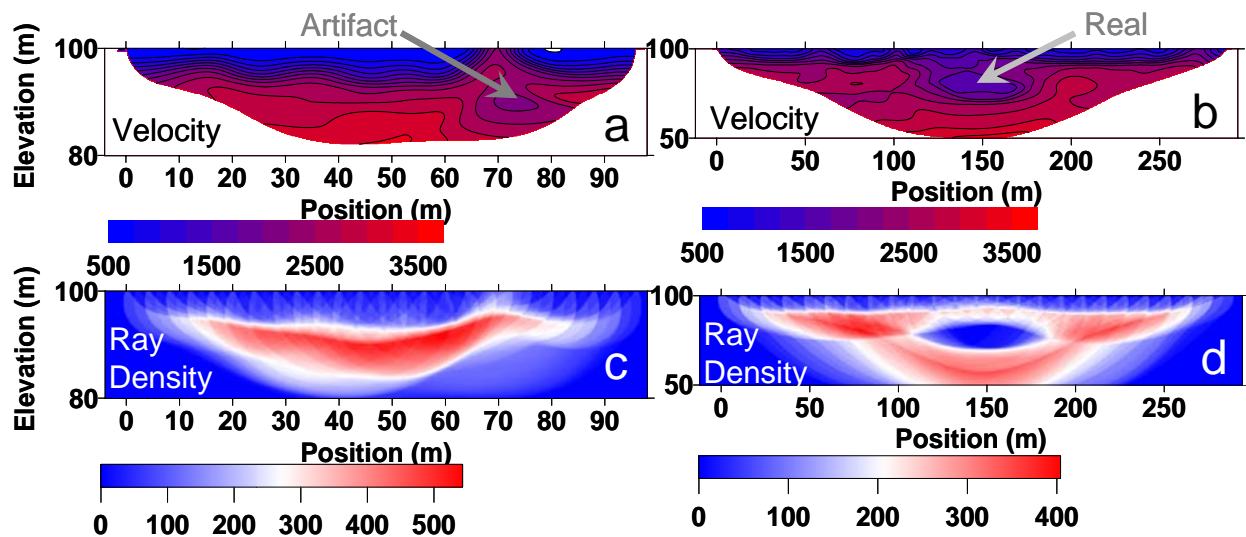 Artifact
Real
Elevation (m)
100
80
Velocity
a
0 10 20 30 40 50 60 70 80 90
Position (m)
500 1500 2500 3500
100
50
Velocity
b
0 50 100 150 200 250
Position (m)
500 1500 2500 3500
Elevation (m)
100
80
Ray
Density
c
0 10 20 30 40 50 60 70 80 90
Position (m)
0 100 200 300 400 500
100
50
Ray
Density
d
0 50 100 150 200 250
Position (m)
0 100 200 300 400